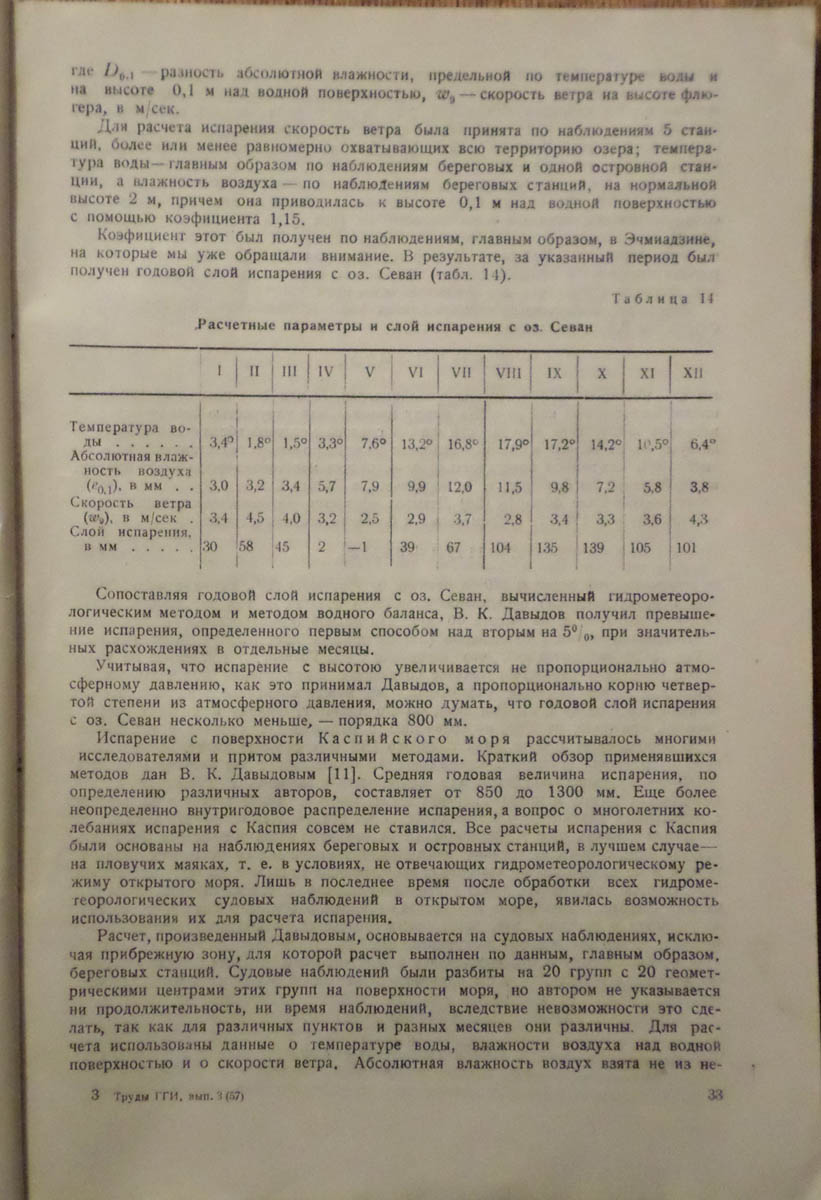 где D₀,₁ — разность абсолютной влажности, предельной по температуре воды и
на высоте 0,1 м над водной поверхностью, w₉ — скорость ветра на высоте флю-
гера, в м/сек.
Для расчета испарения скорость ветра была принята по наблюдениям 5 стан-
ций, более или менее равномерно охватывающих всю территорию озера; темпера-
тура воды — главным образом по наблюдениям береговых и одной островной стан-
ции, а влажность воздуха — по наблюдениям береговых станций, на нормальной
высоте 2 м, причем она приводилась к высоте 0,1 м над водной поверхностью
с помощью коэфициента 1,15.
Коэфициент этот был получен по наблюдениям, главным образом, в Эчмиадзине,
на которые мы уже обращали внимание. В результате, за указанный период был
получен годовой слой испарения с оз. Севан (табл. 14).
Таблица 14
Расчетные параметры и слой испарения с оз. Севан
I II III IV V VI VII VIII IX X XI XII
Температура во-
ды . . . . . . 3,4° 1,8° 1,5° 3,3° 7,6° 13,2° 16,8° 17,9° 17,2° 14,2° 10,5° 6,4°
Абсолютная влаж-
ность воздуха
(e₀,₁), в мм . . 3,0 3,2 3,4 5,7 7,9 9,9 12,0 11,5 9,8 7,2 5,8 3,8
Скорость ветра
(w₉), в м/сек . 3,4 4,5 4,0 3,2 2,5 2,9 3,7 2,8 3,4 3,3 3,6 4,3
Слой испарения,
в мм . . . . . 30 58 45 2 —1 39 67 104 135 139 105 101
Сопоставляя годовой слой испарения с оз. Севан, вычисленный гидрометеоро-
логическим методом и методом водного баланса, В. К. Давыдов получил превыше-
ние испарения, определенного первым способом над вторым на 5%, при значитель-
ных расхождениях в отдельные месяцы.
Учитывая, что испарение с высотою увеличивается не пропорционально атмо-
сферному давлению, как это принимал Давыдов, а пропорционально корню четвер-
той степени из атмосферного давления, можно думать, что годовой слой испарения
с оз. Севан несколько меньше, — порядка 800 мм.
Испарение с поверхности Каспийского моря рассчитывалось многими
исследователями и притом различными методами. Краткий обзор применявшихся
методов дан В. К. Давыдовым [11]. Средняя годовая величина испарения, по
определению различных авторов, составляет от 850 до 1300 мм. Еще более
неопределенно внутригодовое распределение испарения, а вопрос о многолетних ко-
лебаниях испарения с Каспия совсем не ставился. Все расчеты испарения с Каспия
были основаны на наблюдениях береговых и островных станций, в лучшем случае—
на пловучих маяках, т. е. в условиях, не отвечающих гидрометеорологическому ре-
жиму открытого моря. Лишь в последнее время после обработки всех гидроме-
теорологических судовых наблюдений в открытом море, явилась возможность
использования их для расчета испарения.
Расчет, произведенный Давыдовым, основывается на судовых наблюдениях, исклю-
чая прибрежную зону, для которой расчет выполнен по данным, главным образом,
береговых станций. Судовые наблюдений были разбиты на 20 групп с 20 геомет-
рическими центрами этих групп на поверхности моря, но автором не указывается
ни продолжительность, ни время наблюдений, вследствие невозможности это сде-
лать, так как для различных пунктов и разных месяцев они различны. Для рас-
чета использованы данные о температуре воды, влажности воздуха над водной
поверхностью и о скорости ветра. Абсолютная влажность воздух взята не из не-
3 Труды ГГИ, вып. 3 (57)
33